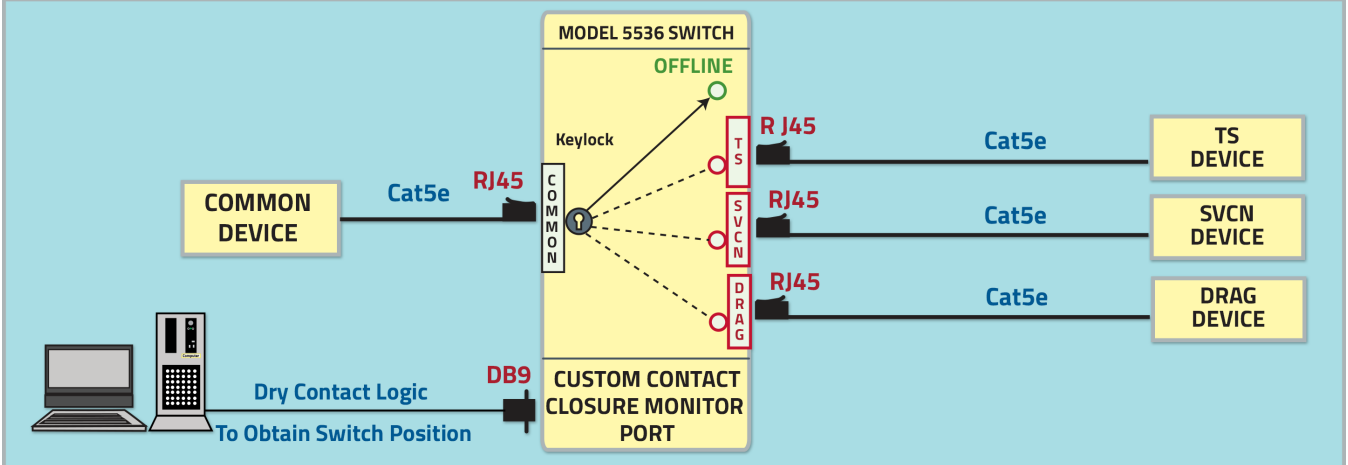 MODEL 5536 SWITCH
OFFLINE
Keylock
COMMON
DEVICE
Cat5e
RJ45
COMMON
TS
R J45
Cat5e
TS
DEVICE
SVCN
RJ45
Cat5e
SVCN
DEVICE
DRAG
RJ45
Cat5e
DRAG
DEVICE
Computer
Dry Contact Logic
To Obtain Switch Position
DB9
CUSTOM CONTACT
CLOSURE MONITOR
PORT